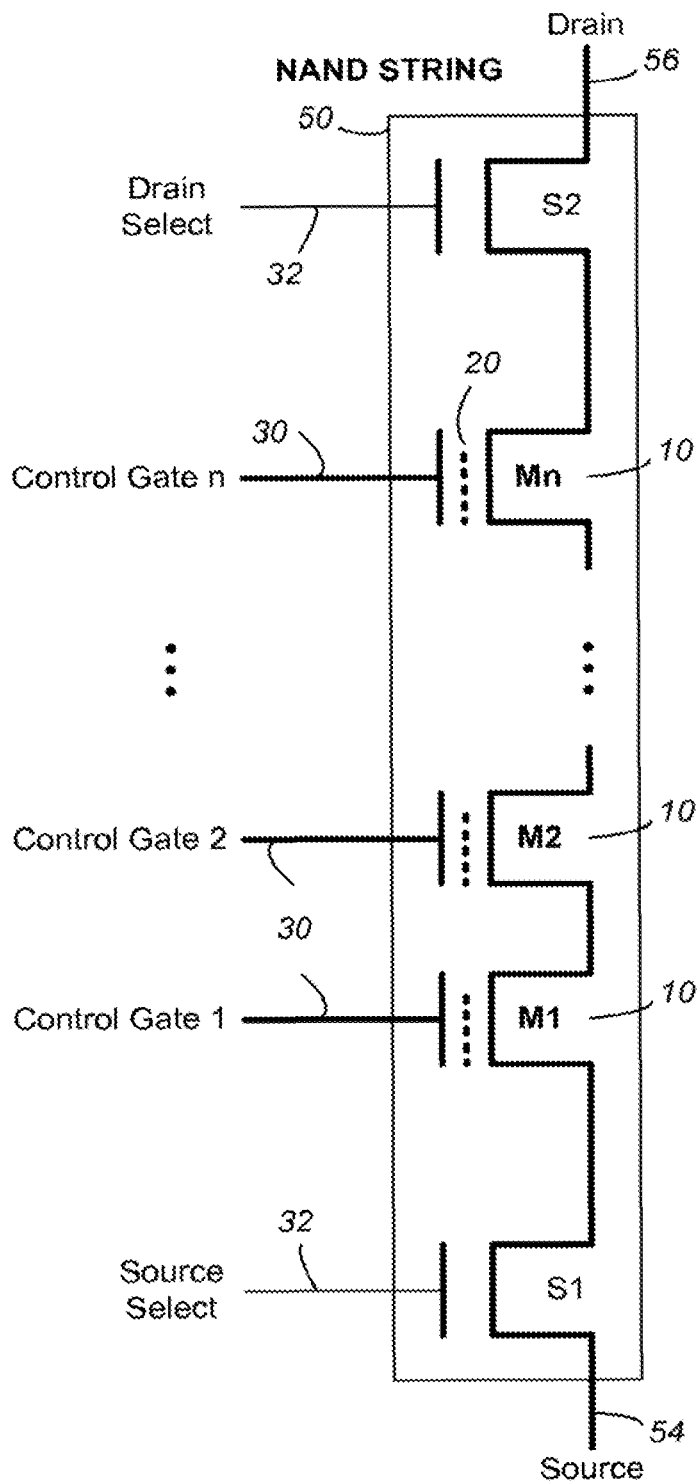 Drain
NAND STRING
56
50
Drain
Select
S2
32
20
30
10
Control Gate n
Mn
10
Control Gate 2
M2
30
10
Control Gate 1
M1
32
Source
Select
S1
54
Source